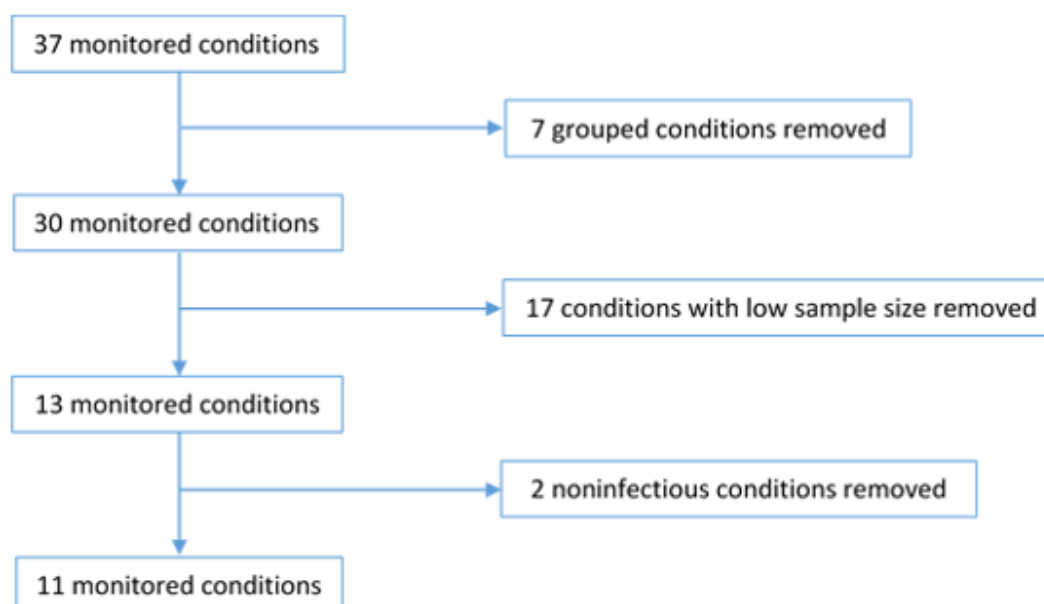 37 monitored conditions
7 grouped conditions removed
30 monitored conditions
17 conditions with low sample size removed
13 monitored conditions
2 noninfectious conditions removed
11 monitored conditions